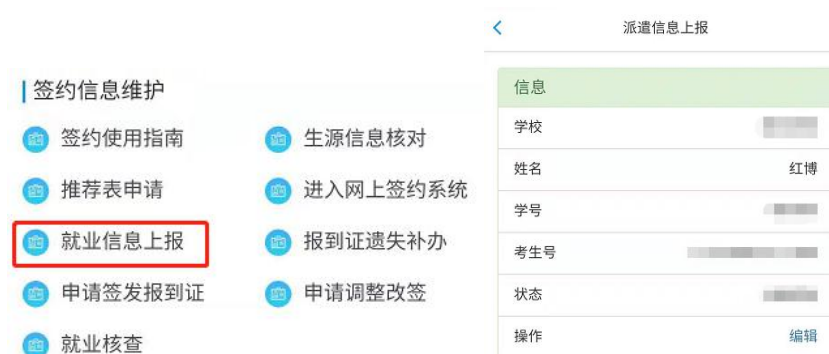 签约信息维护
签约使用指南
生源信息核对
推荐表申请
进入网上签约系统
就业信息上报
报到证遗失补办
申请签发报到证
申请调整改签
就业核查
派遣信息上报
信息
学校
姓名 红博
学号
考生号
状态
操作 编辑